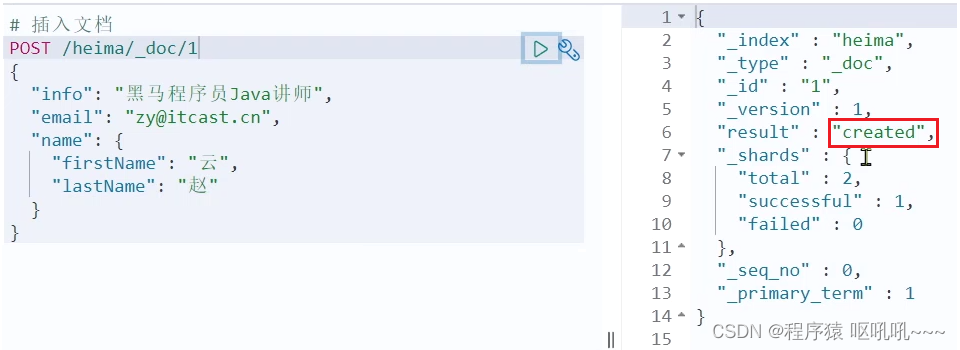 # 插入文档
POST /heima/_doc/1
{
  "info": "黑马程序员Java讲师",
  "email": "zy@itcast.cn",
  "name": {
    "firstName": "云",
    "lastName": "赵"
  }
}
1 {
2   "_index" : "heima",
3   "_type" : "_doc",
4   "_id" : "1",
5   "_version" : 1,
6   "result" : "created",
7   "_shards" : {
8     "total" : 2,
9     "successful" : 1,
10     "failed" : 0
11   },
12   "_seq_no" : 0,
13   "_primary_term" : 1
14 }
15
CSDN @程序猿 呕吼吼~~~